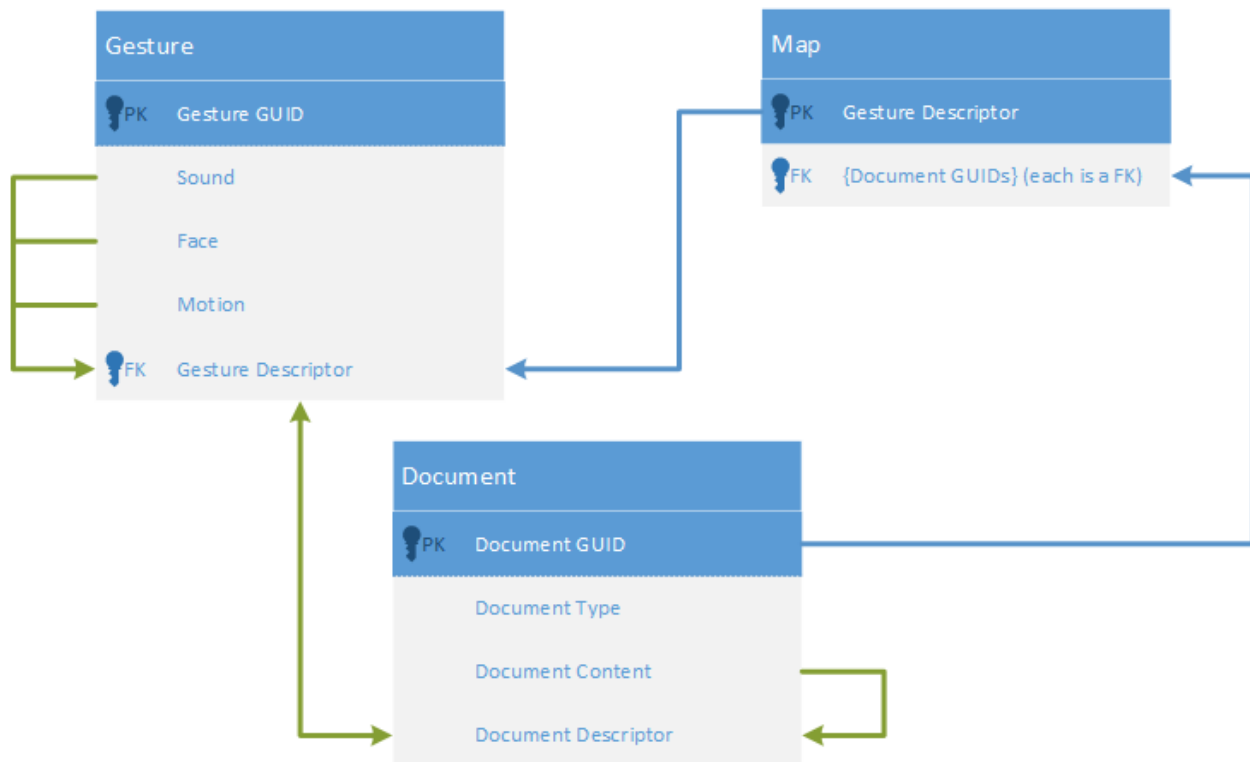 Gesture
PK Gesture GUID
Sound
Face
Motion
FK Gesture Descriptor
Map
PK Gesture Descriptor
FK {Document GUIDs} (each is a FK)
Document
PK Document GUID
Document Type
Document Content
Document Descriptor